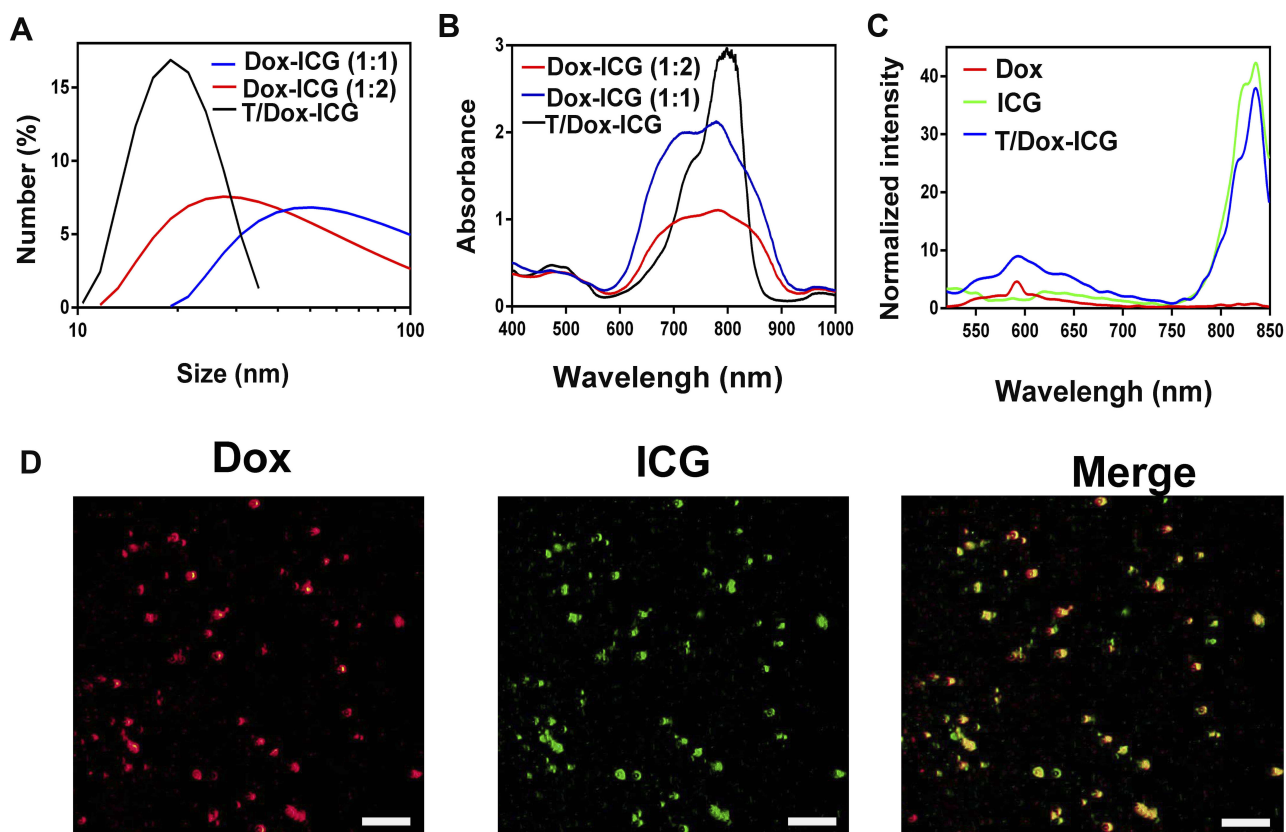 A
Number (%)
15
10
5
0
10
100
Size (nm)
Dox-ICG (1:1)
Dox-ICG (1:2)
T/Dox-ICG
B
Absorbance
3
2
1
0
400
500
600
700
800
900
1000
Wavelengh (nm)
Dox-ICG (1:2)
Dox-ICG (1:1)
T/Dox-ICG
C
Normalized intensity
40
30
20
10
0
550
590
650
700
750
800
850
Wavelengh (nm)
Dox
ICG
T/Dox-ICG
D
Dox
ICG
Merge